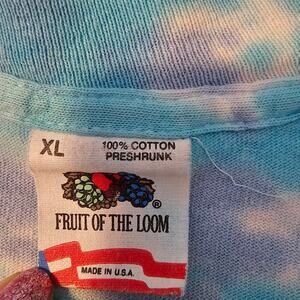 XL
100% COTTON
PRESHRUNK
®
FRUIT OF THE LOOM
MADE IN U.S.A.